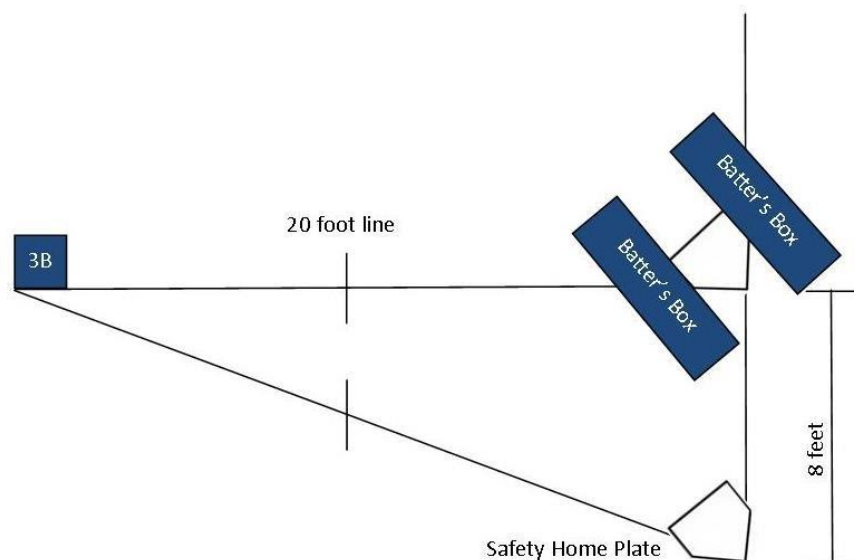 20 foot line
3B
Batter's Box
Batter's Box
8 feet
Safety Home Plate